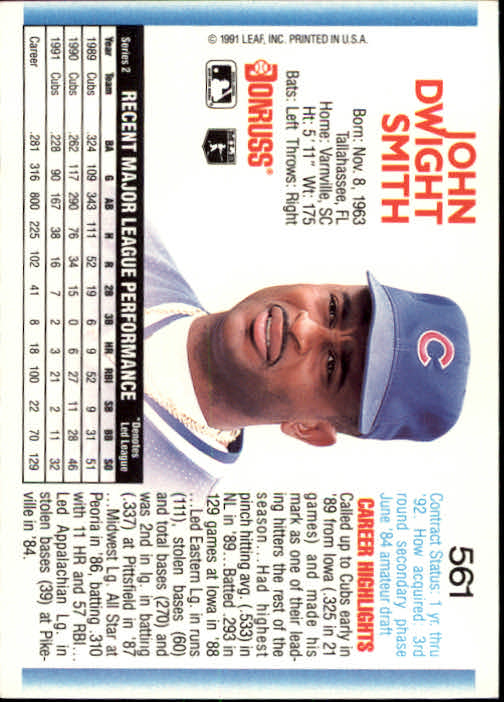 561
JOHN
DWIGHT
SMITH
Contract Status: 1 yr. thru
'92. How acquired: 3rd
round secondary phase
June '84 amateur draft
Born: Nov. 8, 1963
Tallahassee, FL
Home: Varnville, SC
Ht: 5' 11" Wt: 175
Bats: Left Throws: Right
DONRUSS
© 1991 LEAF, INC. PRINTED IN U.S.A.
C
CAREER HIGHLIGHTS
Called up to Cubs early in
'89 from Iowa (.325 in 21
games) and made his
mark as one of their lead-
ing hitters the rest of the
season....Had highest
pinch hitting avg. (.533) in
NL in '89...Batted .293 in
129 games at Iowa in '88
...Led Eastern Lg. in runs
(111), stolen bases (60)
and total bases (270) and
was 2nd in lg. in batting
(.337) at Pittsfield in '87
...Midwest Lg. All Star at
Peoria in '86, batting .310
with 11 HR and 57 RBI...
Led Appalachian Lg. in
stolen bases (39) at Pike-
ville in '84.
Series 2 RECENT MAJOR LEAGUE PERFORMANCE *Denotes Led League
Year Team BA G AB H R 2B 3B HR RBI SB BB SO
1989 Cubs .324 109 343 111 52 19 6 9 52 9 31 51
1990 Cubs .262 117 290 76 34 15 0 6 27 11 28 46
1991 Cubs .228 90 167 38 16 7 2 3 21 2 11 32
Career .281 316 800 225 102 41 8 18 100 22 70 129